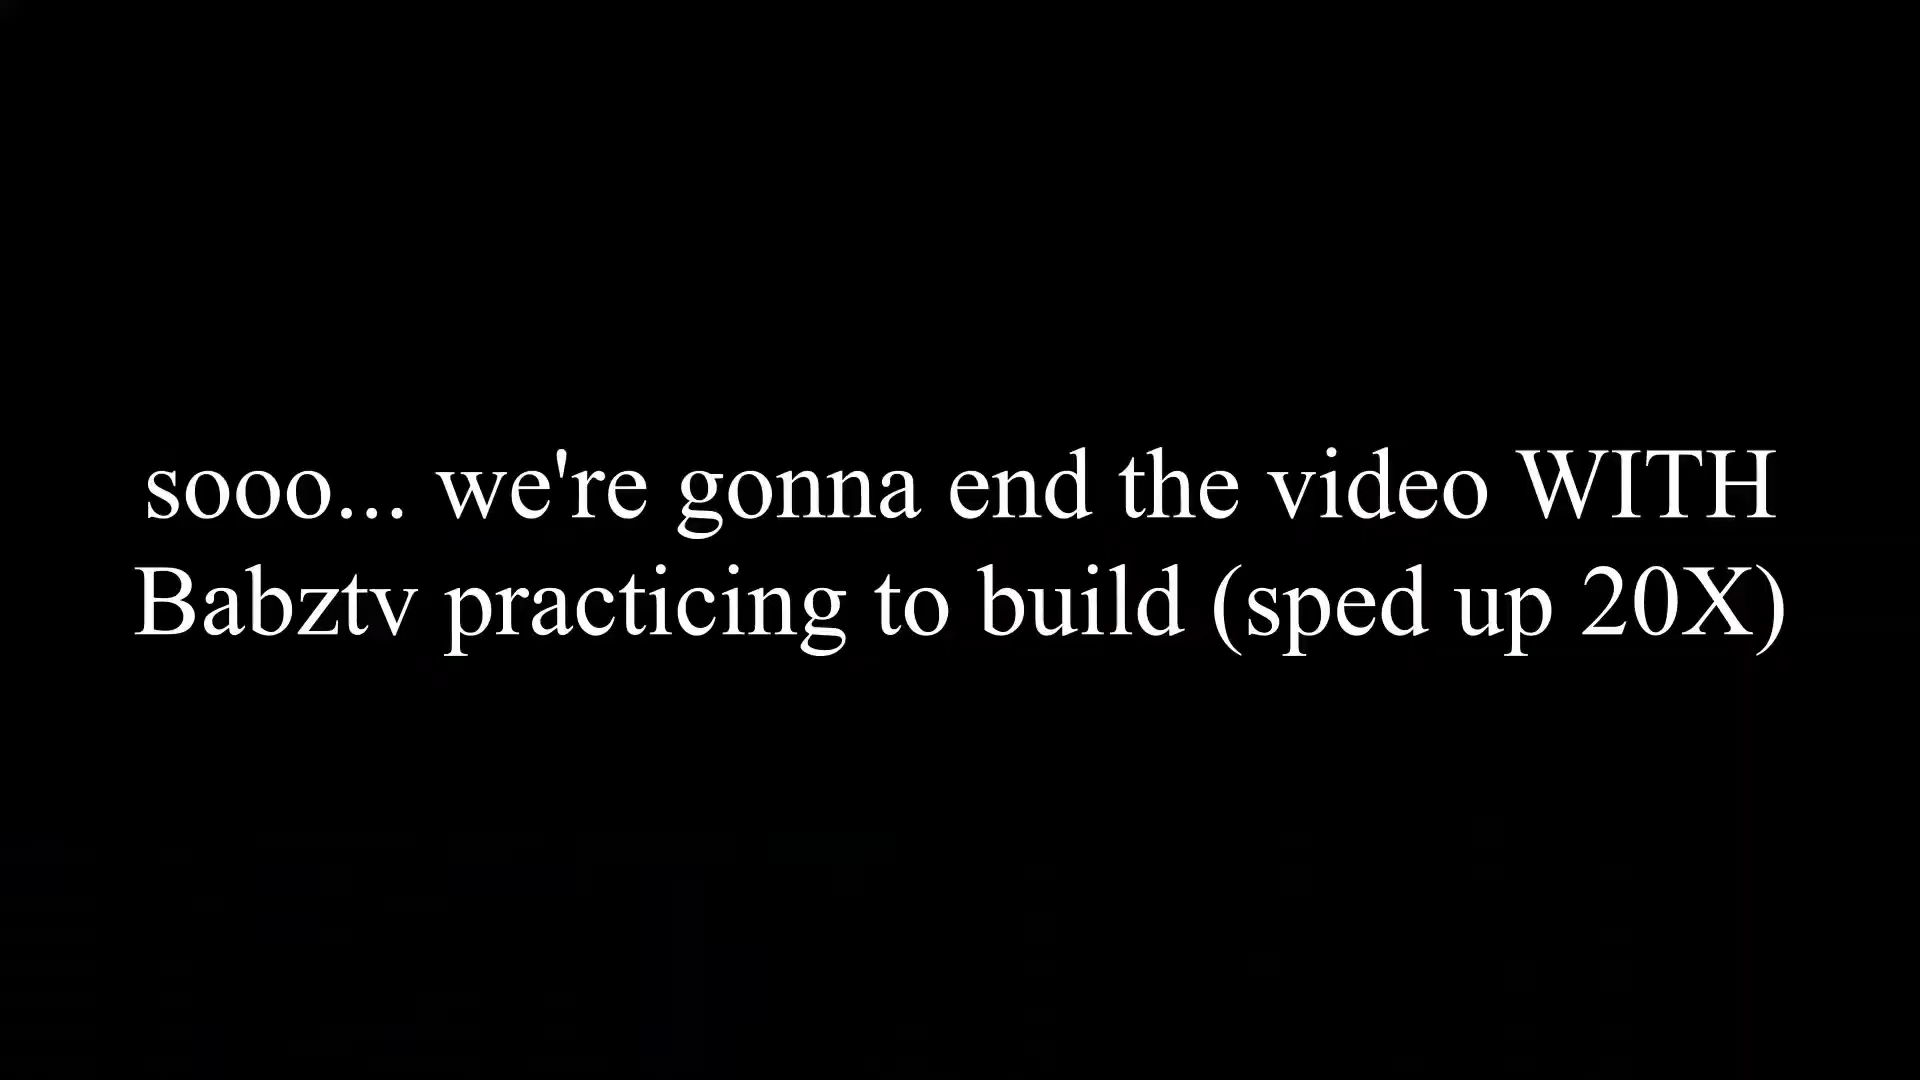 sooo... we're gonna end the video WITH
Babztv practicing to build (sped up 20X)